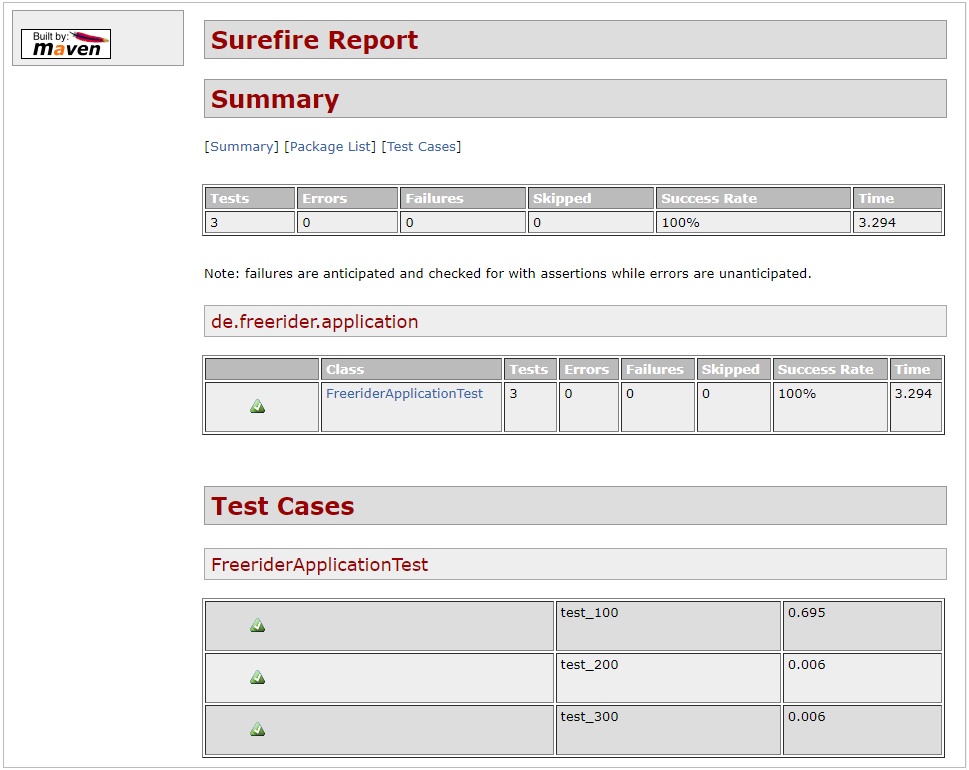 Built by:
maven
Surefire Report
Summary
[Summary] [Package List] [Test Cases]
Tests Errors Failures Skipped Success Rate Time
3 0 0 0 100% 3.294
Note: failures are anticipated and checked for with assertions while errors are unanticipated.
de.freerider.application
Class Tests Errors Failures Skipped Success Rate Time
FreeriderApplicationTest 3 0 0 0 100% 3.294
Test Cases
FreeriderApplicationTest
test_100 0.695
test_200 0.006
test_300 0.006